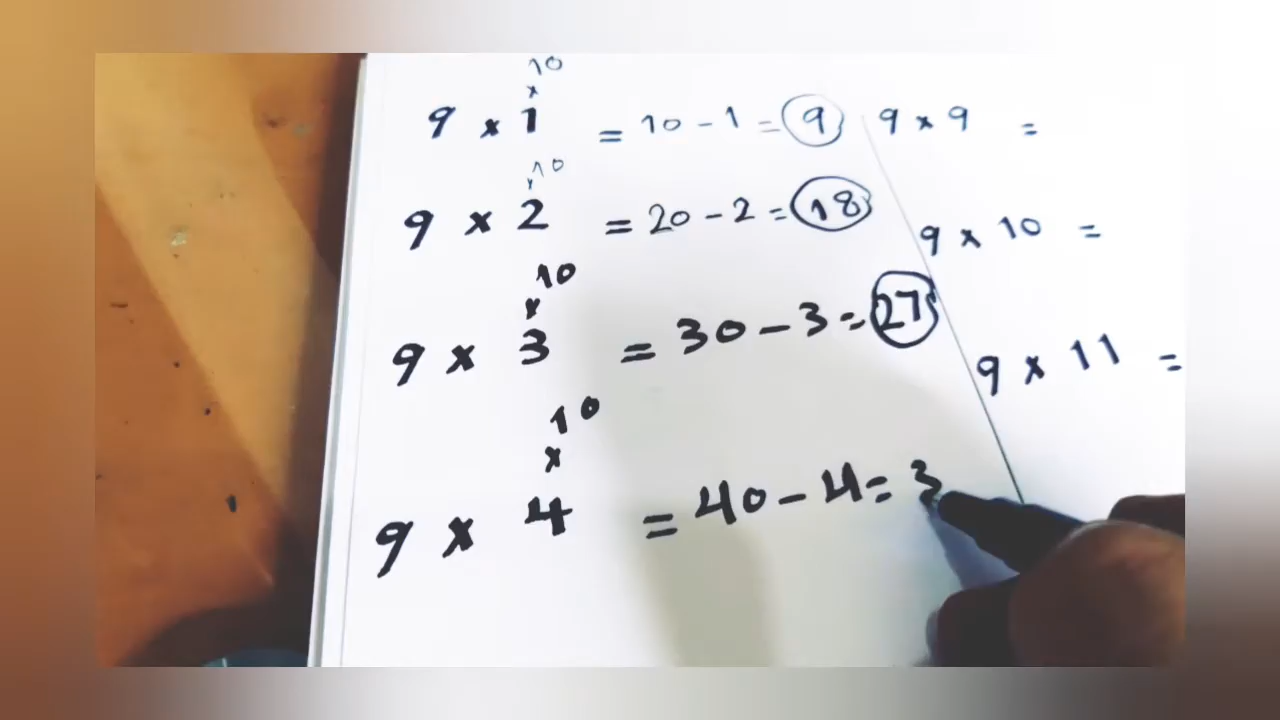 10
×
9 × 1 = 10 - 1 = 9
10
×
9 × 2 = 20 - 2 = 18
10
×
9 × 3 = 30 - 3 = 27
10
×
9 × 4 = 40 - 4 = 3
9 × 9 =
9 × 10 =
9 × 11 =